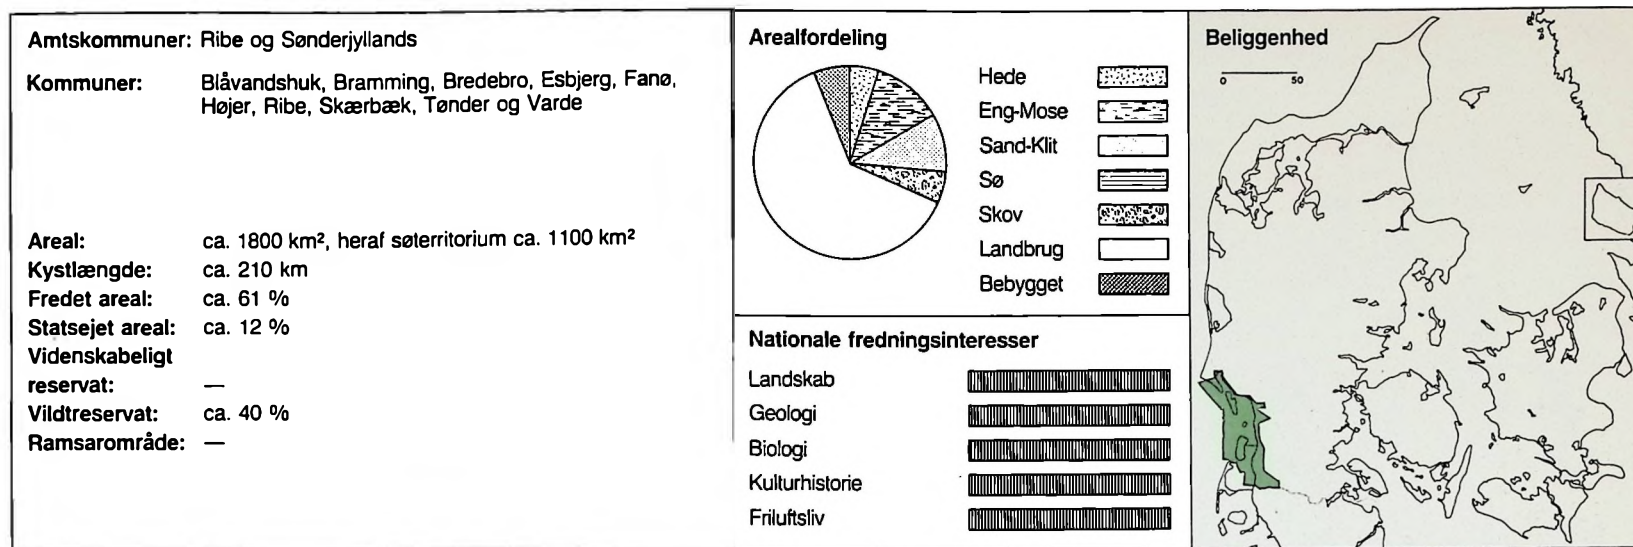 Amtskommuner: Ribe og Sønderjyllands
Kommuner: Blåvandshuk, Bramming, Bredebro, Esbjerg, Fanø,
Højer, Ribe, Skærbæk, Tønder og Varde
Areal: ca. 1800 km², heraf søterritorium ca. 1100 km²
Kystlængde: ca. 210 km
Fredet areal: ca. 61 %
Statsejet areal: ca. 12 %
Videnskabeligt
reservat: —
Vildtreservat: ca. 40 %
Ramsarområde: —
Arealfordeling
Hede
Eng-Mose
Sand-Klit
Sø
Skov
Landbrug
Bebygget
Nationale fredningsinteresser
Landskab
Geologi
Biologi
Kulturhistorie
Friluftsliv
Beliggenhed
0 50